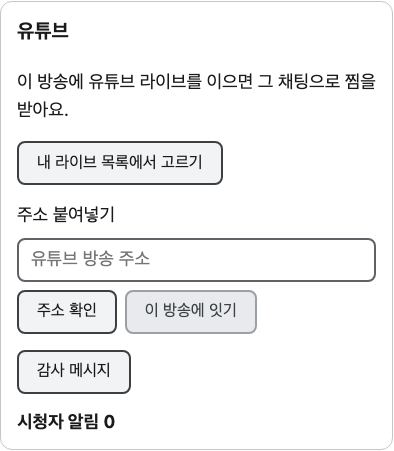 유튜브
이 방송에 유튜브 라이브를 이으면 그 채팅으로 찜을
받아요.
내 라이브 목록에서 고르기
주소 붙여넣기
유튜브 방송 주소
주소 확인
이 방송에 잇기
감사 메시지
시청자 알림 0